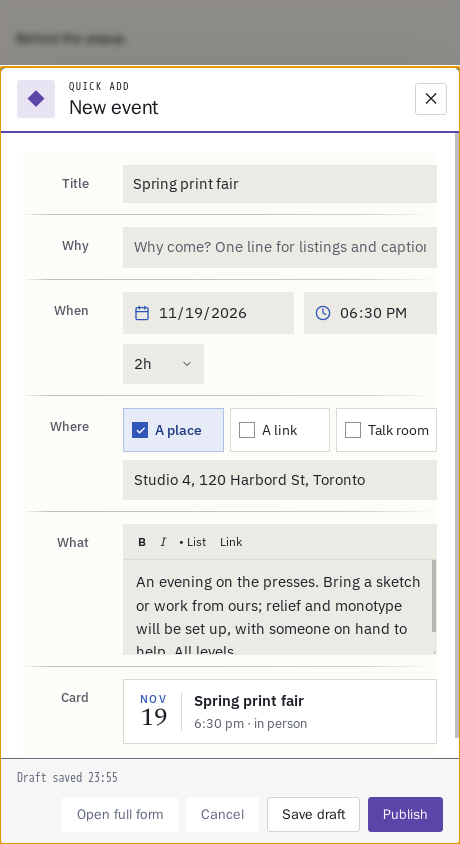 Behind the popup.
QUICK ADD
New event
Title
Spring print fair
Why
Why come? One line for listings and caption
When
11/19/2026
06:30 PM
2h
Where
A place
A link
Talk room
Studio 4, 120 Harbord St, Toronto
What
B I • List Link
An evening on the presses. Bring a sketch
or work from ours; relief and monotype
will be set up, with someone on hand to
help. All levels
Card
NOV
19
Spring print fair
6:30 pm · in person
Draft saved 23:55
Open full form
Cancel
Save draft
Publish